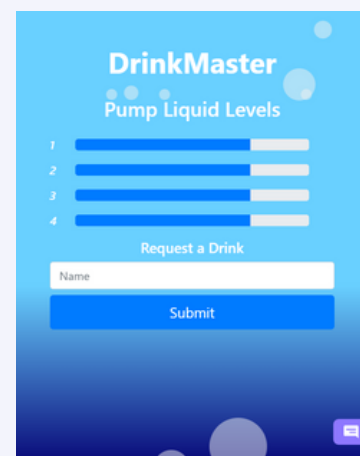 DrinkMaster
Pump Liquid Levels
1
2
3
4
Request a Drink
Name
Submit